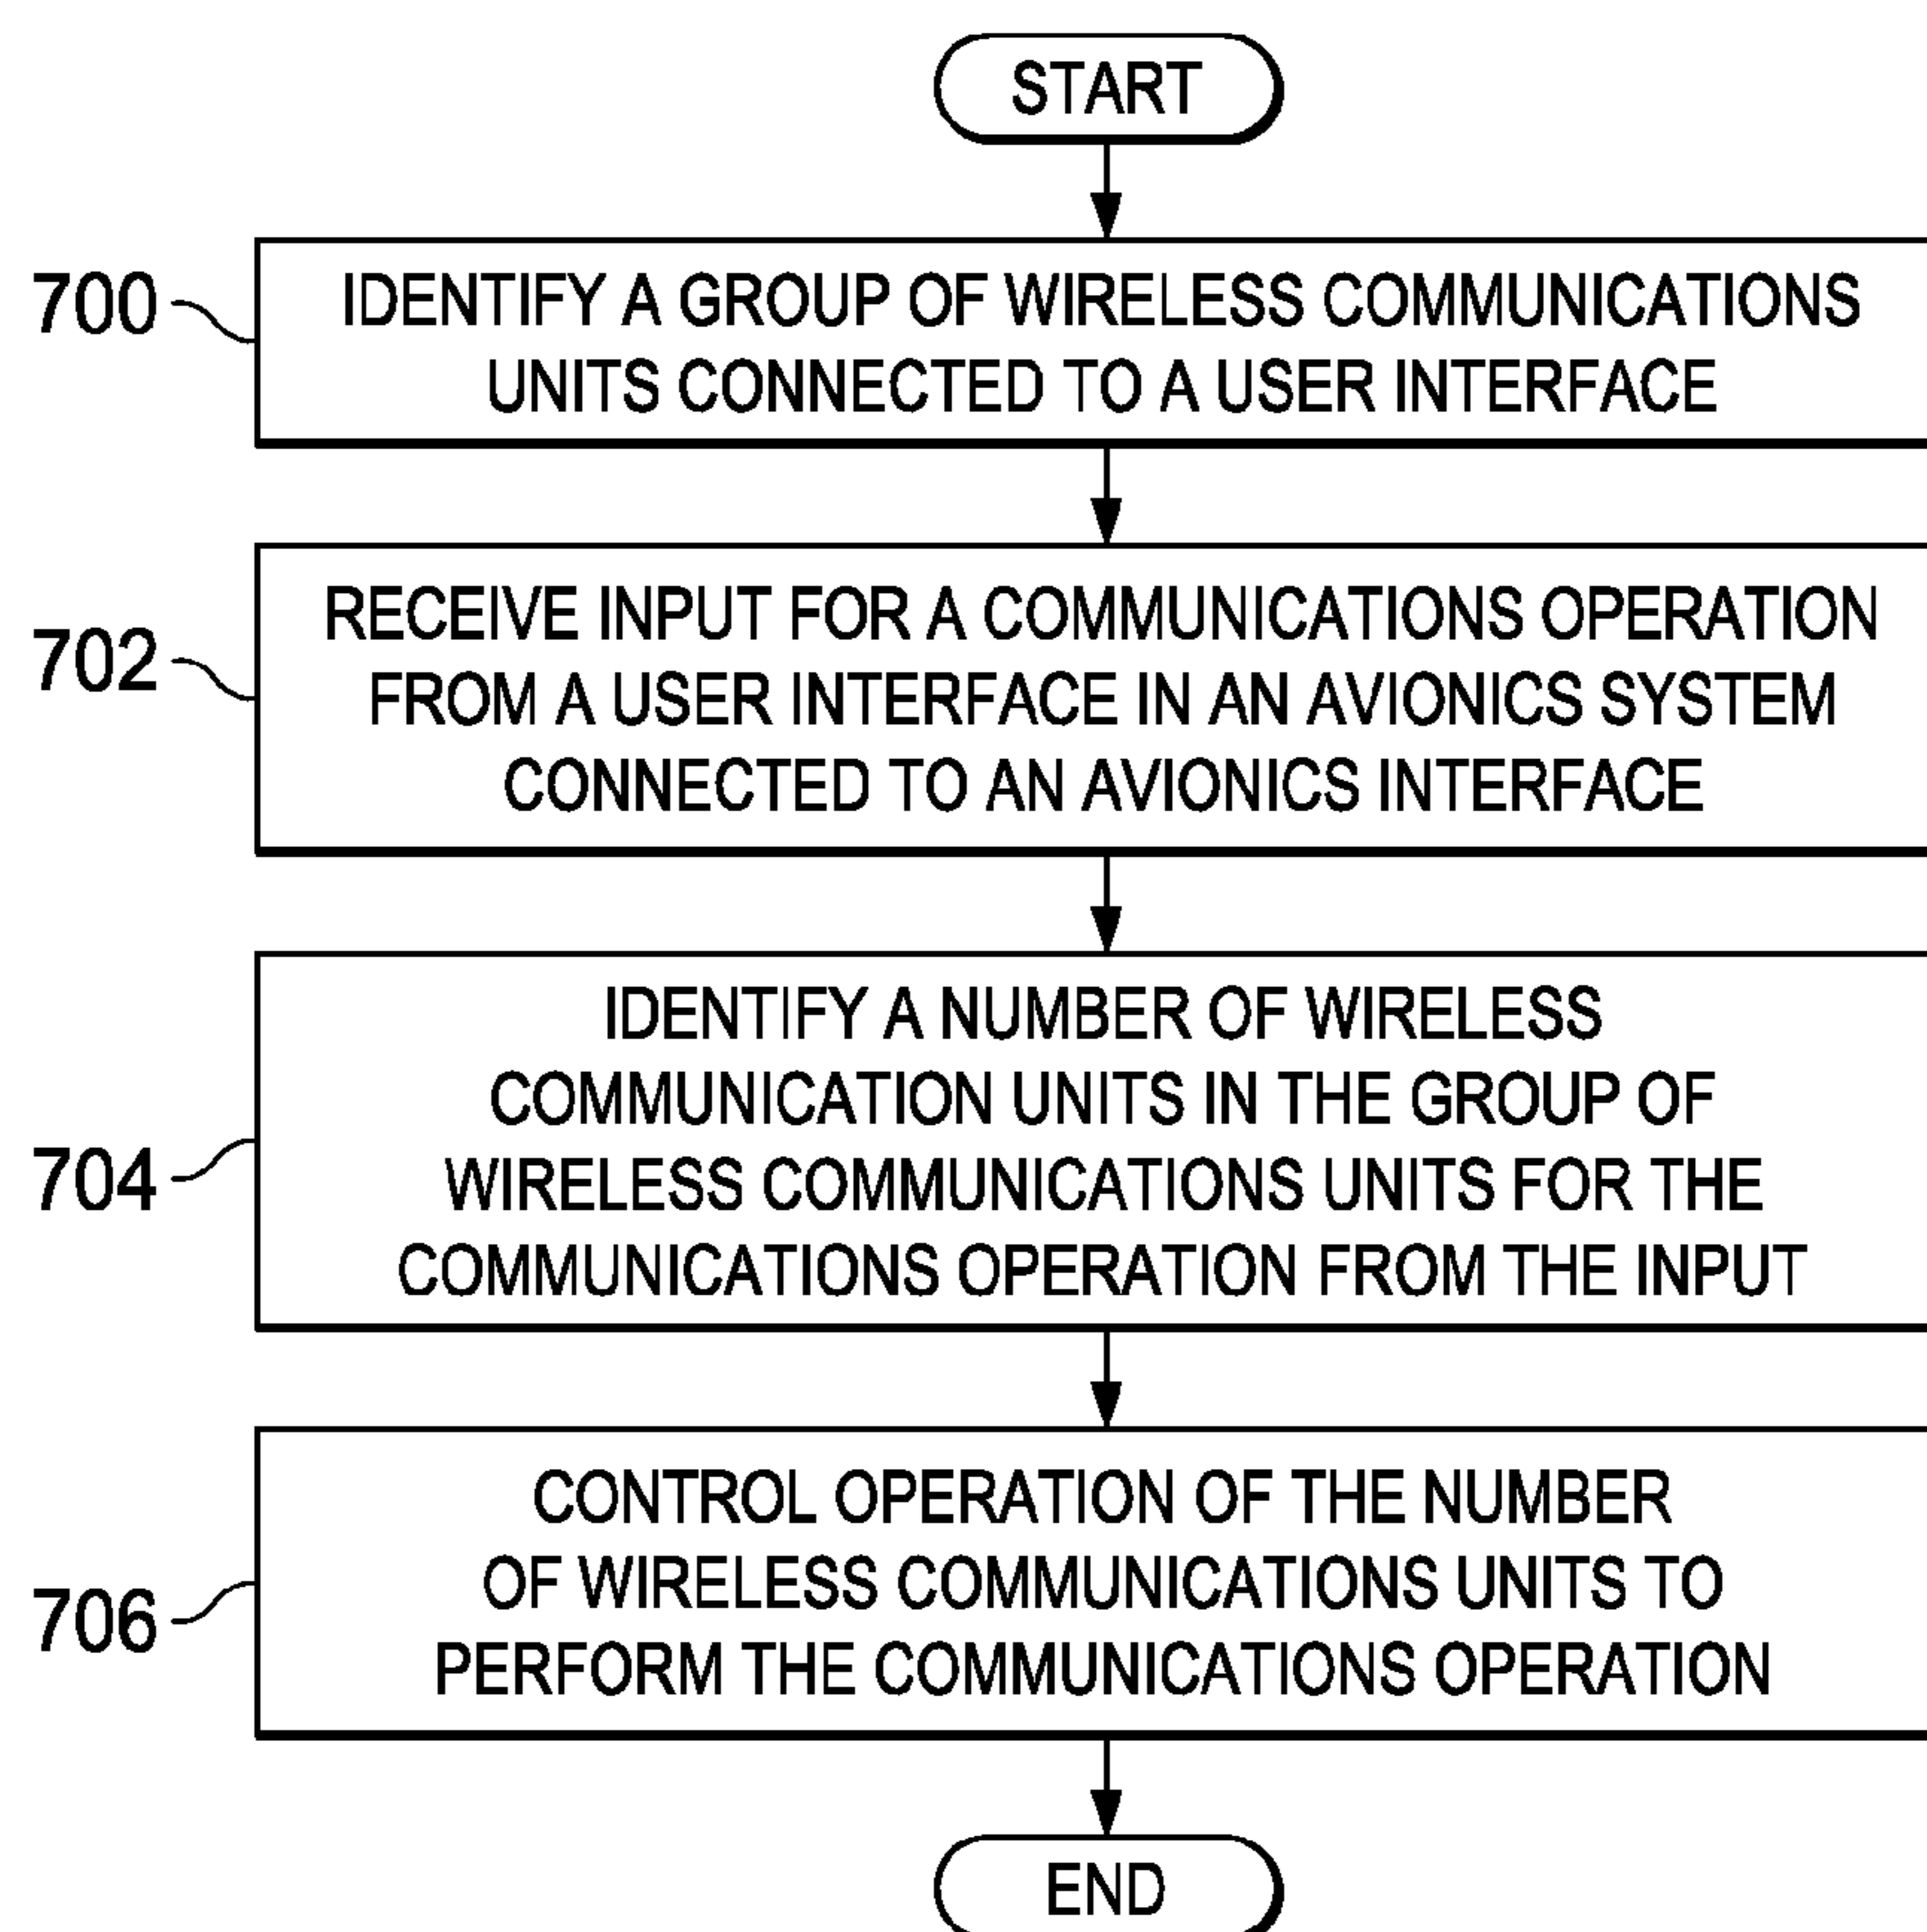 START
700
IDENTIFY A GROUP OF WIRELESS COMMUNICATIONS
UNITS CONNECTED TO A USER INTERFACE
702
RECEIVE INPUT FOR A COMMUNICATIONS OPERATION
FROM A USER INTERFACE IN AN AVIONICS SYSTEM
CONNECTED TO AN AVIONICS INTERFACE
704
IDENTIFY A NUMBER OF WIRELESS
COMMUNICATION UNITS IN THE GROUP OF
WIRELESS COMMUNICATIONS UNITS FOR THE
COMMUNICATIONS OPERATION FROM THE INPUT
706
CONTROL OPERATION OF THE NUMBER
OF WIRELESS COMMUNICATIONS UNITS TO
PERFORM THE COMMUNICATIONS OPERATION
END